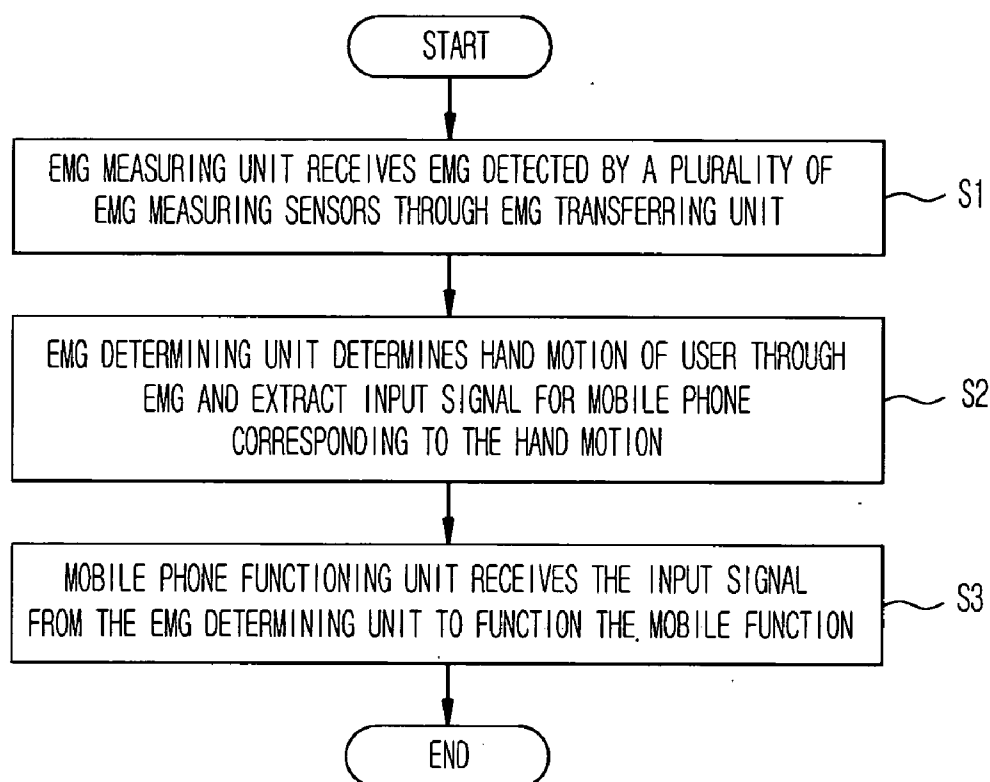 START
EMG MEASURING UNIT RECEIVES EMG DETECTED BY A PLURALITY OF
EMG MEASURING SENSORS THROUGH EMG TRANSFERRING UNIT
S1
EMG DETERMINING UNIT DETERMINES HAND MOTION OF USER THROUGH
EMG AND EXTRACT INPUT SIGNAL FOR MOBILE PHONE
CORRESPONDING TO THE HAND MOTION
S2
MOBILE PHONE FUNCTIONING UNIT RECEIVES THE INPUT SIGNAL
FROM THE EMG DETERMINING UNIT TO FUNCTION THE MOBILE FUNCTION
S3
END